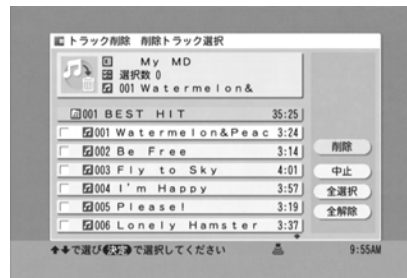 トラック削除 削除トラック選択
My MD
選択数 0
001 Watermelon&
001 BEST HIT 35:25
001 Watermelon&Peac 3:24
002 Be Free 3:14
003 Fly to Sky 4:01
004 I'm Happy 3:57
005 Please! 3:19
006 Lonely Hamster 3:37
削除
中止
全選択
全解除
↑↓で選び 決定 で選択してください 9:55AM